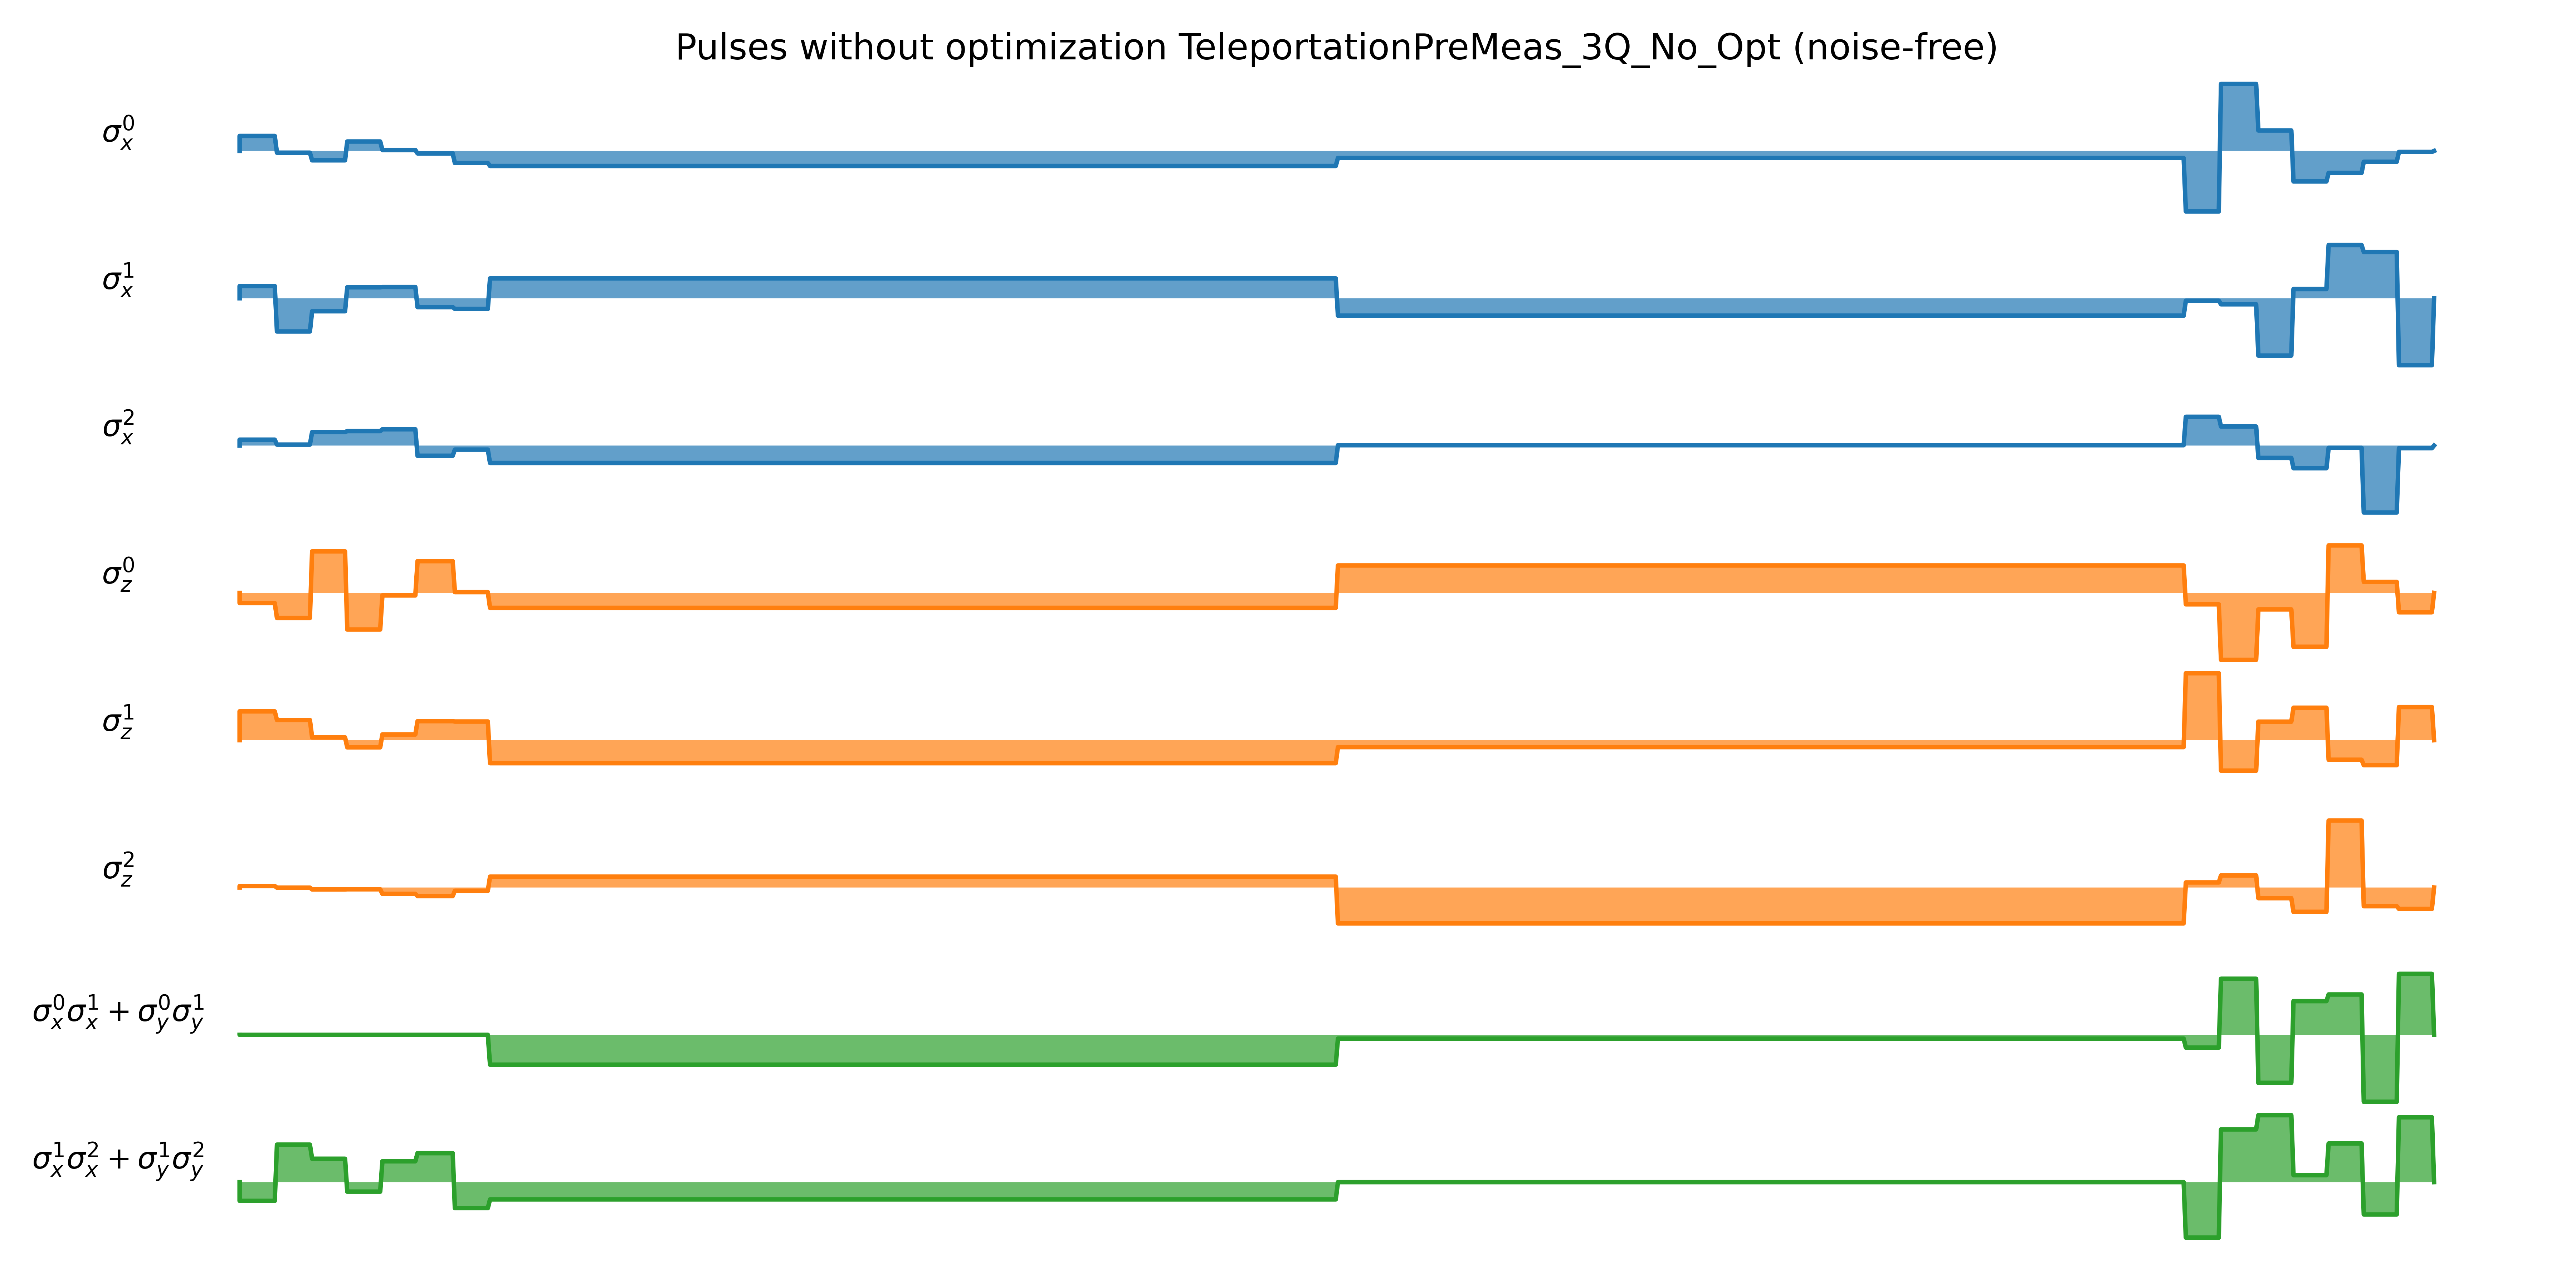 Pulses without optimization TeleportationPreMeas_3Q_No_Opt (noise-free)
σ_x^0
σ_x^1
σ_x^2
σ_z^0
σ_z^1
σ_z^2
σ_x^0σ_x^1 + σ_y^0σ_y^1
σ_x^1σ_x^2 + σ_y^1σ_y^2